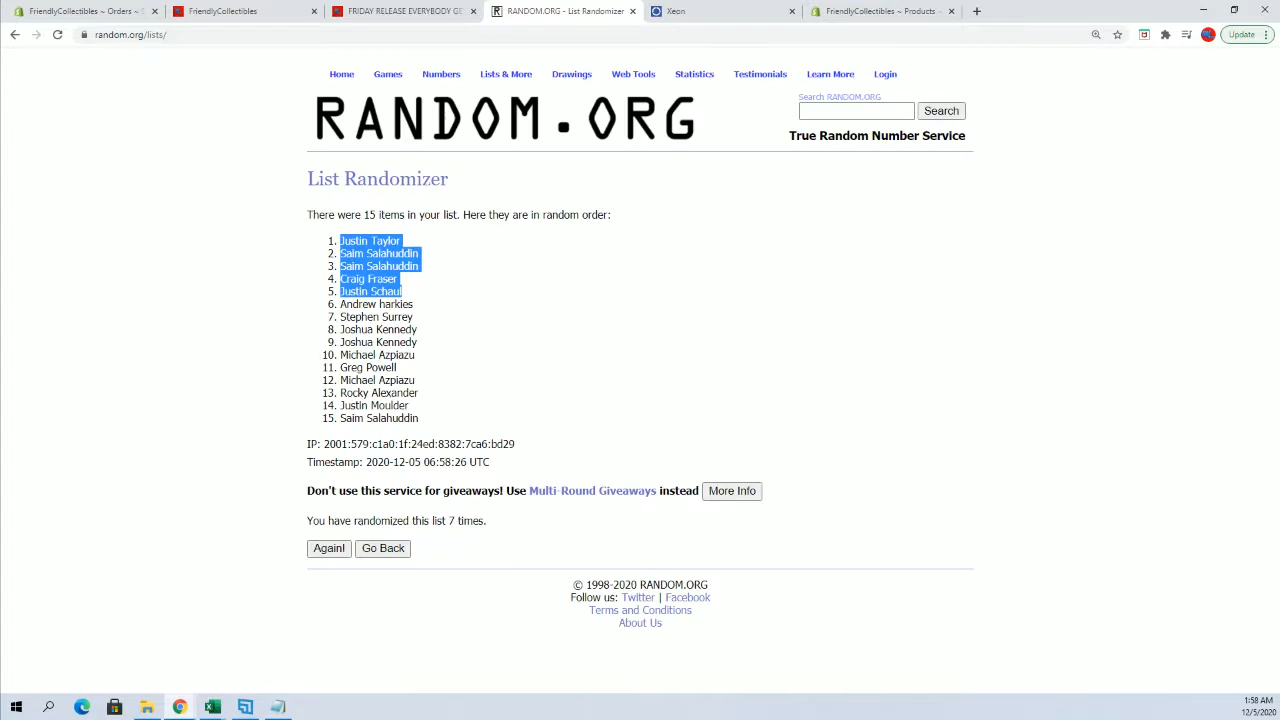 FriendlyCollectibles ~ Orders ~ S
FriendlyCollectibles
FRIDAY RELEASE EVERYBODY GE
RANDOM.ORG - List Randomizer
Xeon
FriendlyCollectibles ~ Products ~
random.org/lists/
Update
Home Games Numbers Lists & More Drawings Web Tools Statistics Testimonials Learn More Login
RANDOM.ORG
Search RANDOM.ORG
Search
True Random Number Service
List Randomizer
There were 15 items in your list. Here they are in random order:
1. Justin Taylor
2. Saim Salahuddin
3. Saim Salahuddin
4. Craig Fraser
5. Justin Schaul
6. Andrew harkies
7. Stephen Surrey
8. Joshua Kennedy
9. Joshua Kennedy
10. Michael Azpiazu
11. Greg Powell
12. Michael Azpiazu
13. Rocky Alexander
14. Justin Moulder
15. Saim Salahuddin
IP: 2001:579:c1a0:1f:24ed:8382:7ca6:bd29
Timestamp: 2020-12-05 06:58:26 UTC
Don't use this service for giveaways! Use Multi-Round Giveaways instead More Info
You have randomized this list 7 times.
Again! Go Back
© 1998-2020 RANDOM.ORG
Follow us: Twitter | Facebook
Terms and Conditions
About Us
1:58 AM
12/5/2020